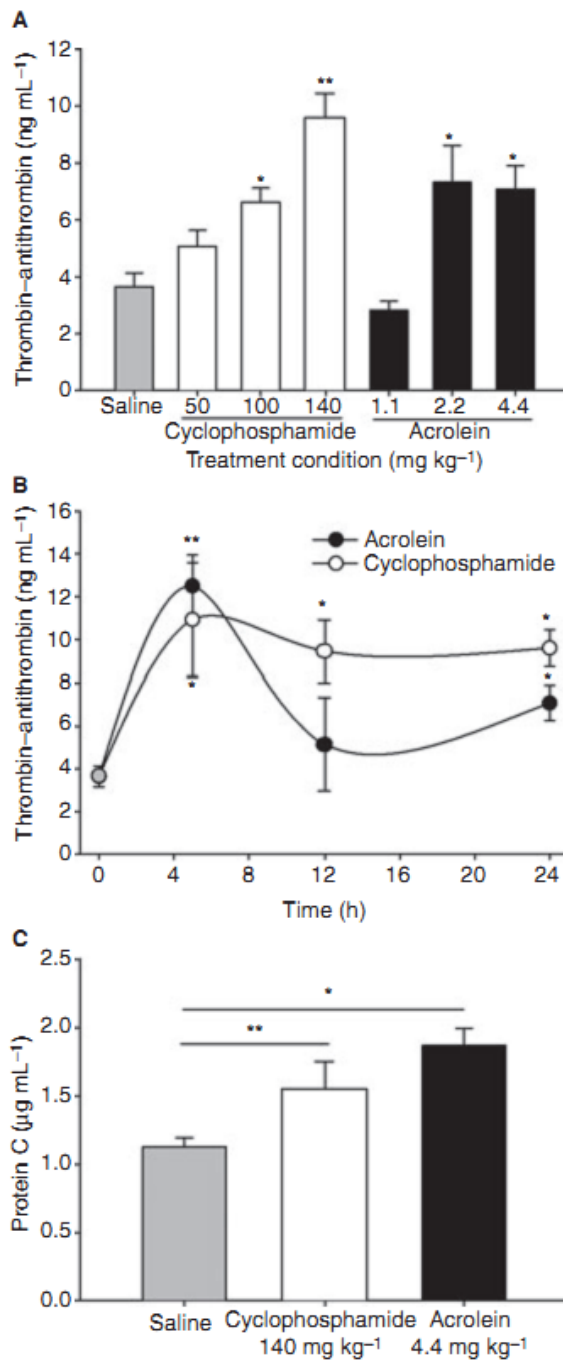 A
Thrombin–antithrombin (ng mL⁻¹)
12
10
8
6
4
2
0
**
*
*
*
Saline
50
100
140
1.1
2.2
4.4
Cyclophosphamide
Acrolein
Treatment condition (mg kg⁻¹)
B
Thrombin–antithrombin (ng mL⁻¹)
16
14
12
10
8
6
4
2
0
**
*
*
*
*
Acrolein
Cyclophosphamide
0
4
8
12
16
20
24
Time (h)
C
Protein C (µg mL⁻¹)
2.5
2.0
1.5
1.0
0.5
0.0
*
**
Saline
Cyclophosphamide
140 mg kg⁻¹
Acrolein
4.4 mg kg⁻¹